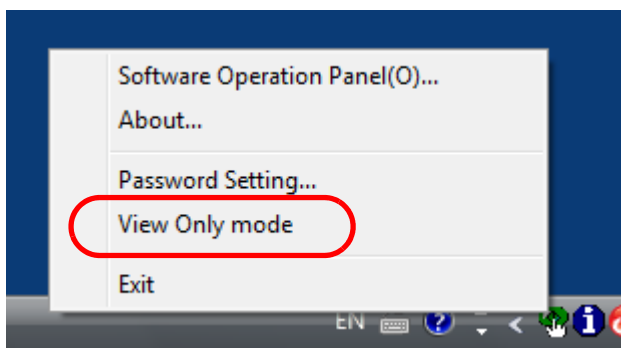 Software Operation Panel(O)...
About...
Password Setting...
View Only mode
Exit
EN